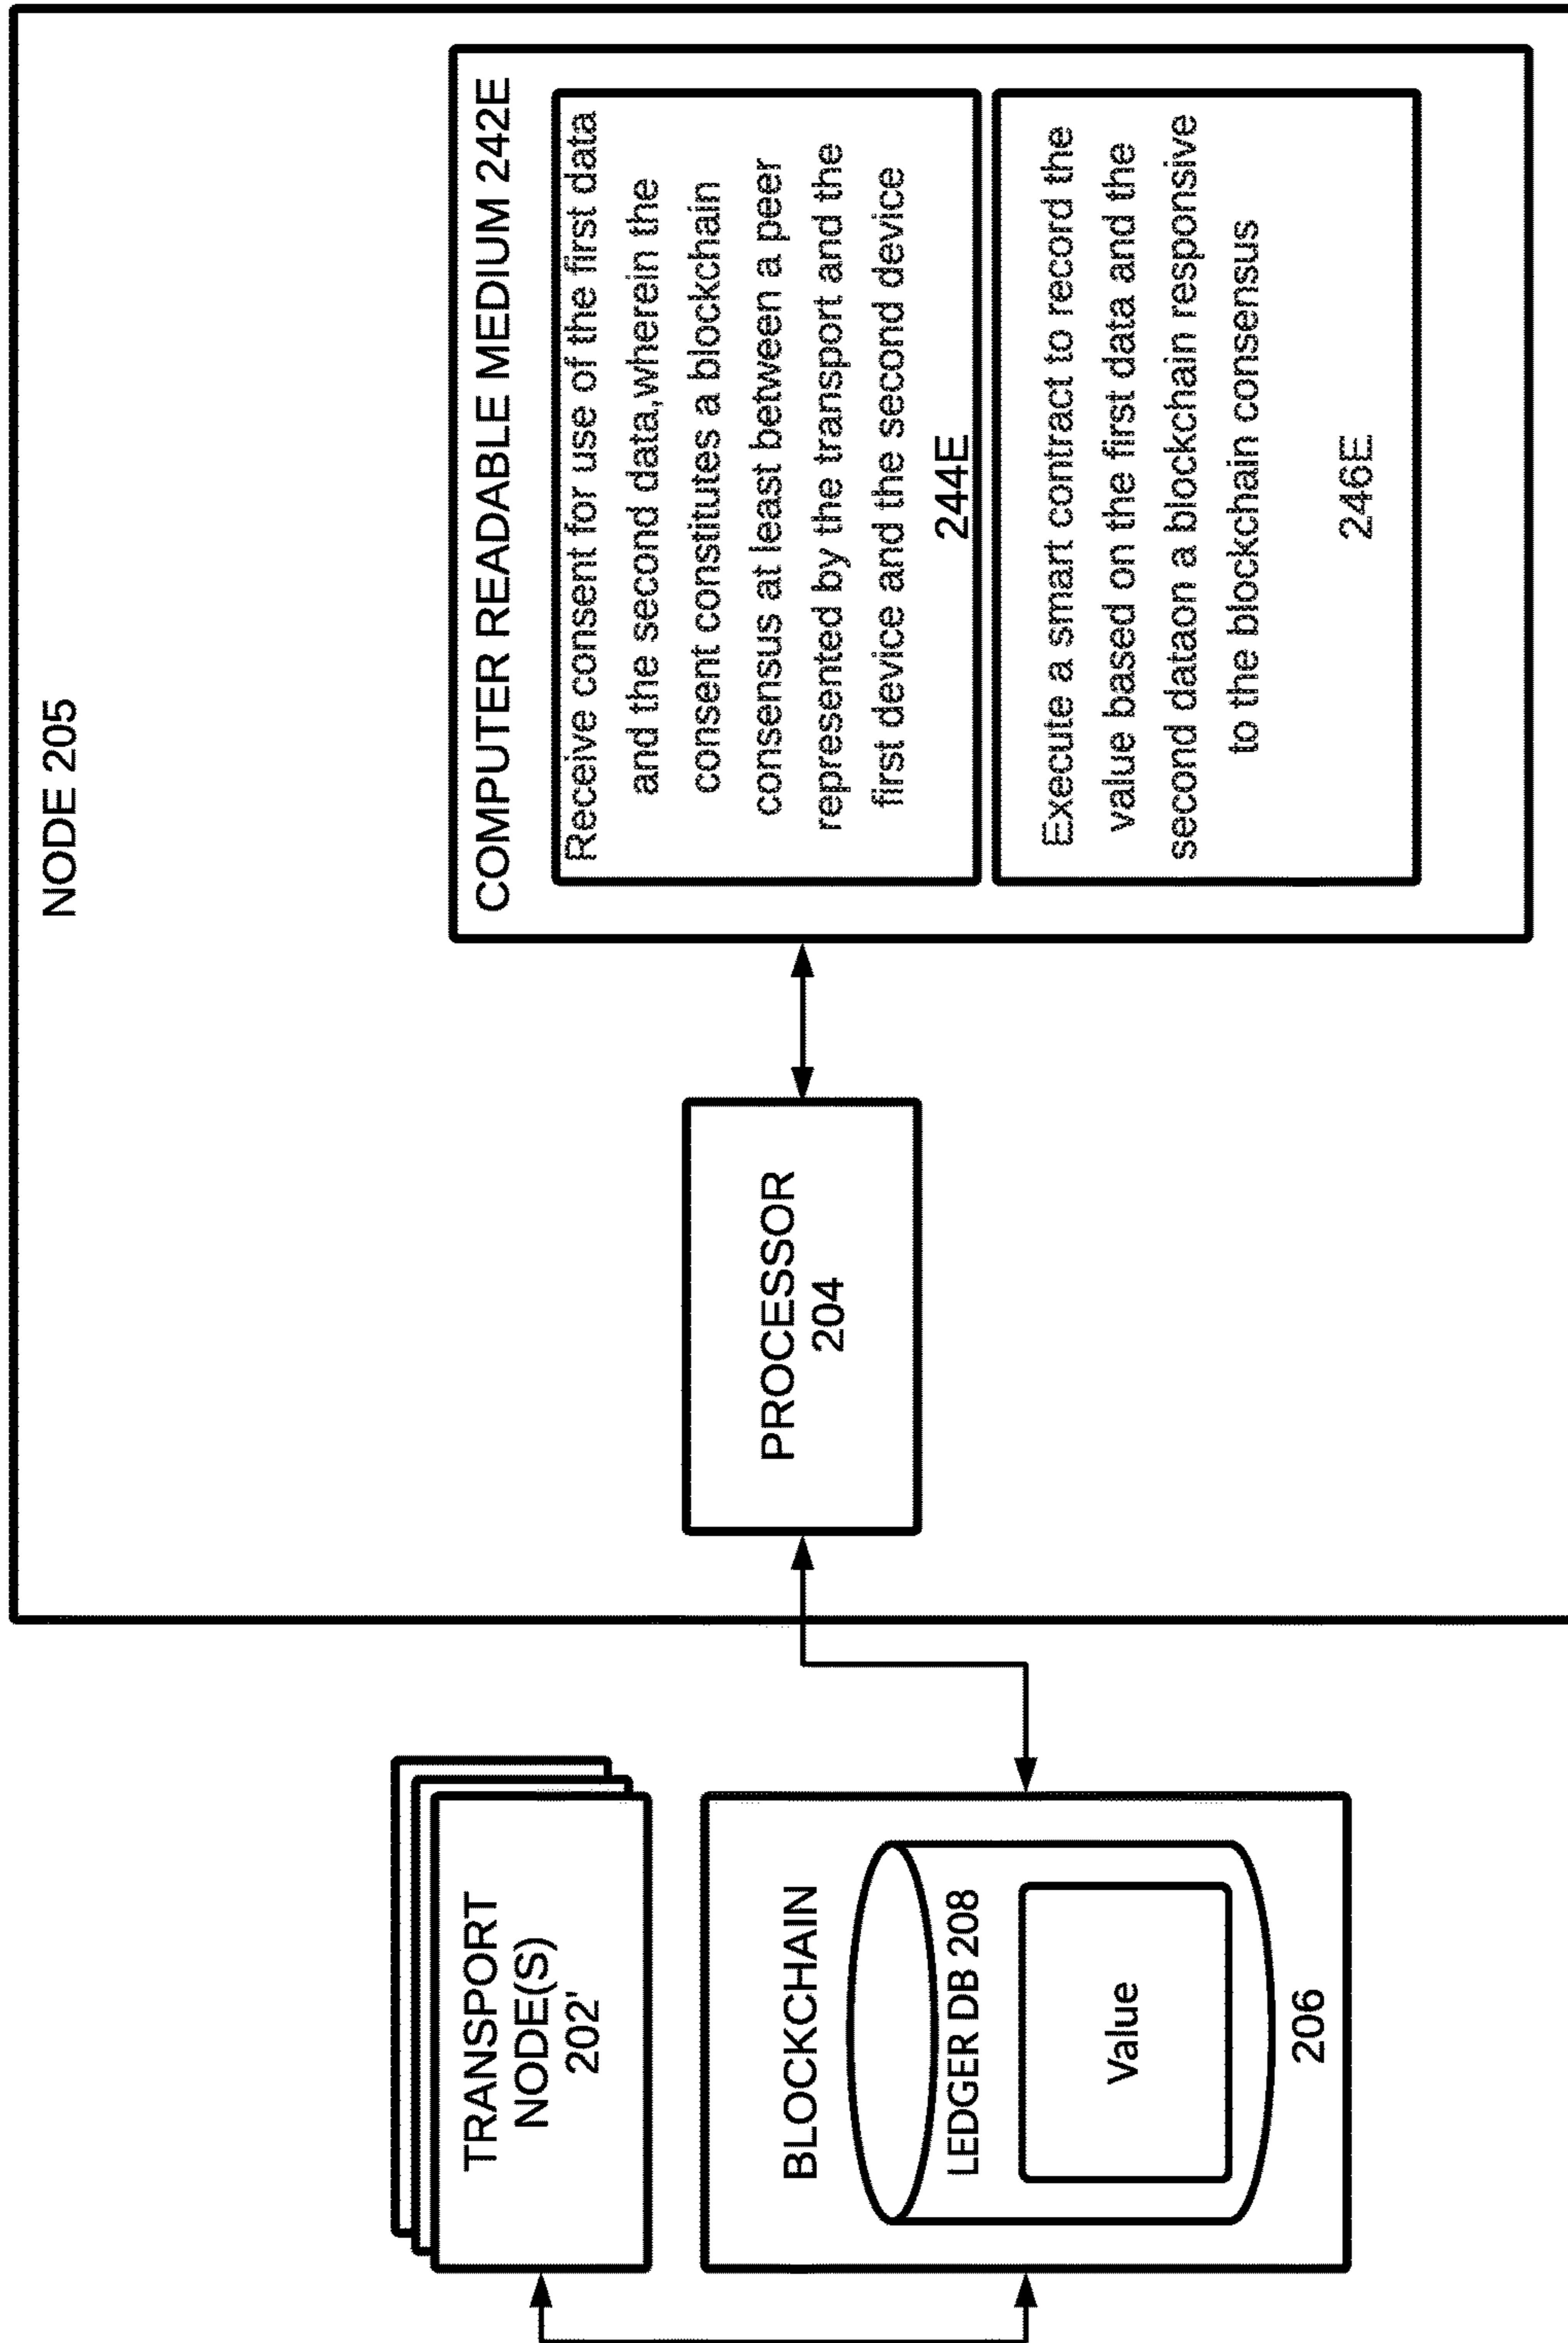 NODE 205
TRANSPORT
NODE(S)
202'
BLOCKCHAIN
LEDGER DB 208
Value
206
PROCESSOR
204
COMPUTER READABLE MEDIUM 242E
Receive consent for use of the first data
and the second data,wherein the
consent constitutes a blockchain
consensus at least between a peer
represented by the transport and the
first device and the second device
244E
Execute a smart contract to record the
value based on the first data and the
second dataon a blockchain responsive
to the blockchain consensus
246E